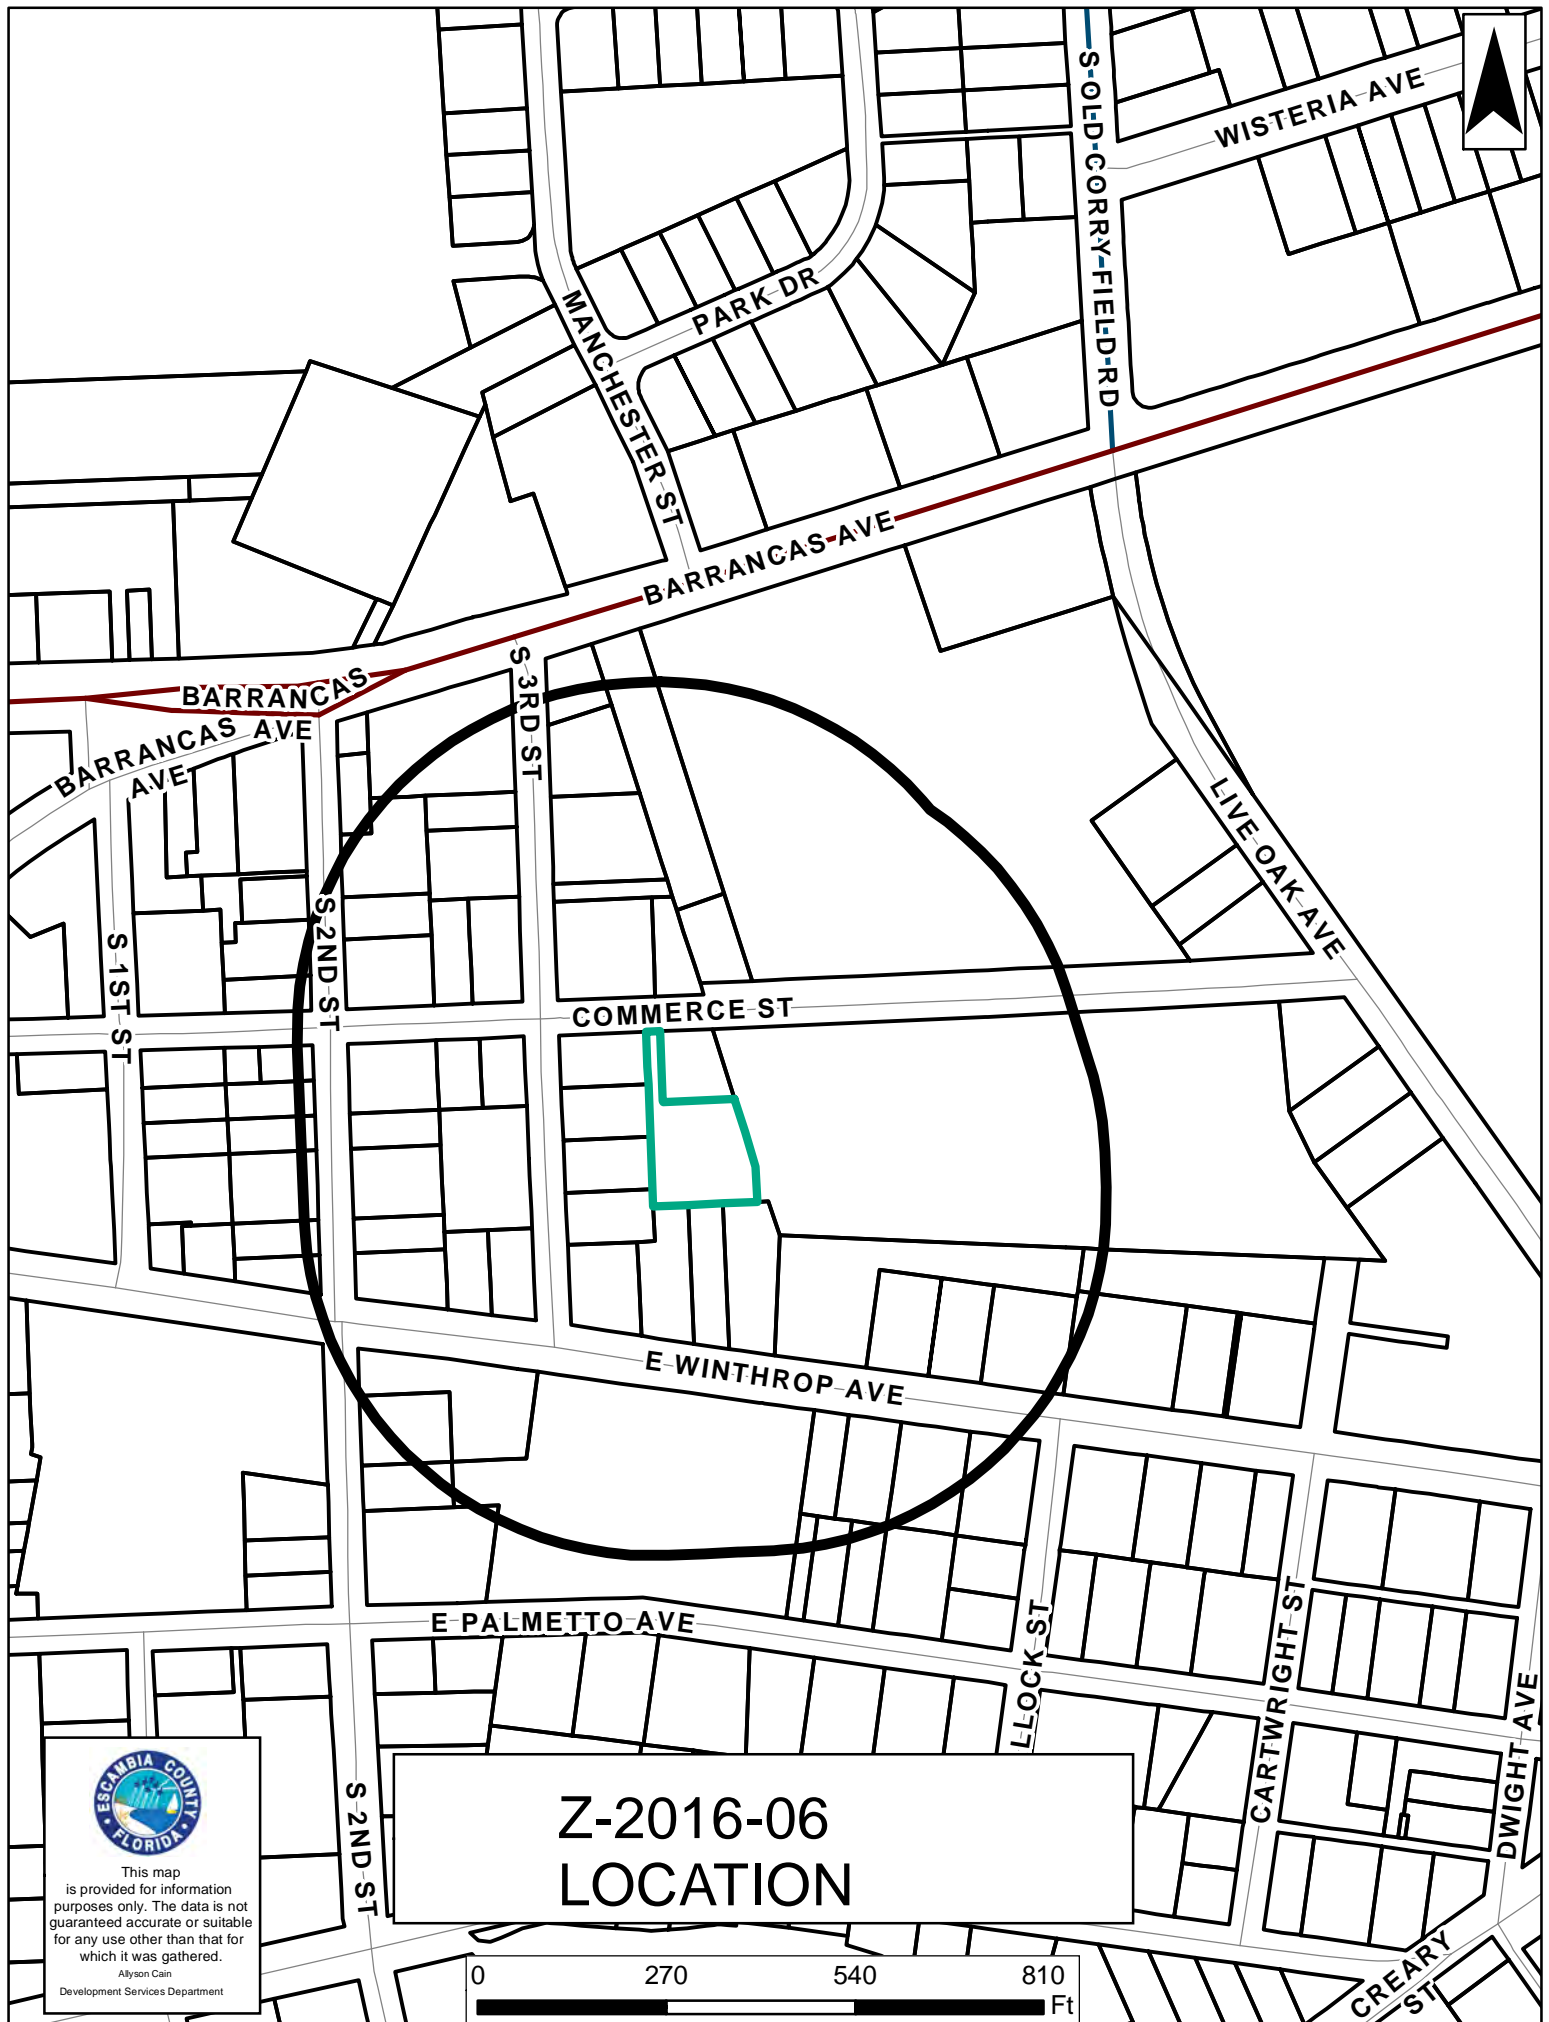 S OLD CORRY FIELD RD
WISTERIA AVE
PARK DR
MANCHESTER ST
BARRANCAS AVE
S 3RD ST
BARRANCAS
AVE
BARRANCAS
AVE
LIVE OAK AVE
S 2ND ST
S 1ST ST
COMMERCE ST
E WINTHROP AVE
E PALMETTO AVE
LLOCK ST
CARTWRIGHT ST
DWIGHT AVE
S 2ND ST
CREARY
ST
ESCAMBIA COUNTY
FLORIDA
This map
is provided for information
purposes only. The data is not
guaranteed accurate or suitable
for any use other than that for
which it was gathered.
Allyson Cain
Development Services Department
Z-2016-06
LOCATION
0 270 540 810
Ft